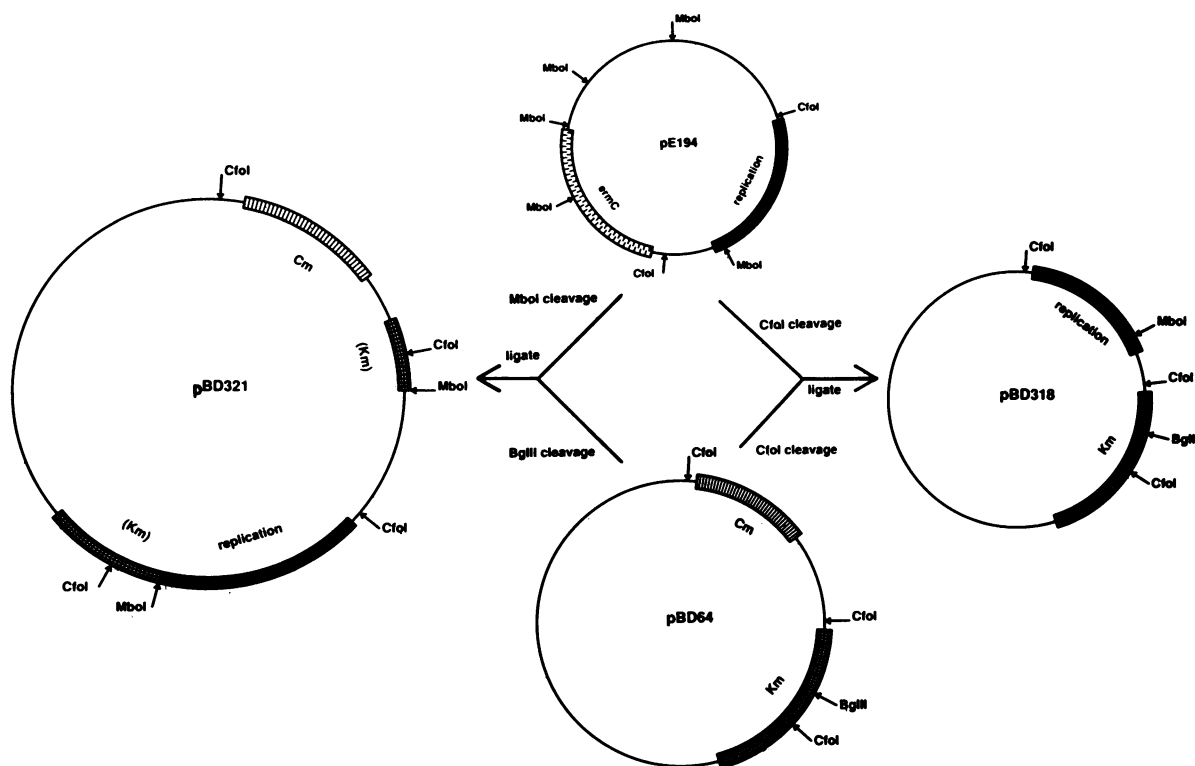 MboI
MboI
MboI
MboI
CfoI
pE194
replication
ermC
CfoI
MboI
CfoI
Cm
(Km)
CfoI
MboI
pBD321
CfoI
replication
(Km)
CfoI
MboI
MboI cleavage
ligate
BglII cleavage
CfoI cleavage
ligate
CfoI cleavage
CfoI
replication
MboI
CfoI
pBD318
Km
BglI
CfoI
CfoI
Cm
pBD64
CfoI
Km
BglII
CfoI